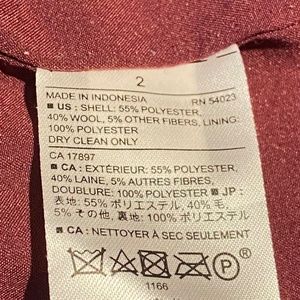 2
MADE IN INDONESIA RN 54023
■ US : SHELL: 55% POLYESTER,
40% WOOL, 5% OTHER FIBERS, LINING:
100% POLYESTER
DRY CLEAN ONLY
CA 17897
■ CA : EXTÉRIEUR: 55% POLYESTER,
40% LAINE, 5% AUTRES FIBRES,
DOUBLURE: 100% POLYESTER ■ JP :
表地: 55% ポリエステル, 40% 毛,
5% その他, 裏地: 100% ポリエステル
■ CA : NETTOYER À SEC SEULEMENT
P
1166